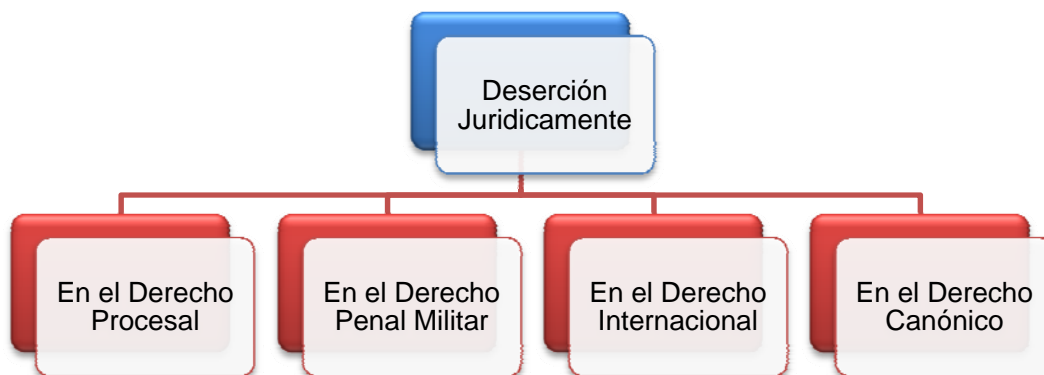 Deserción
Juridicamente
En el Derecho
Procesal
En el Derecho
Penal Militar
En el Derecho
Internacional
En el Derecho
Canónico